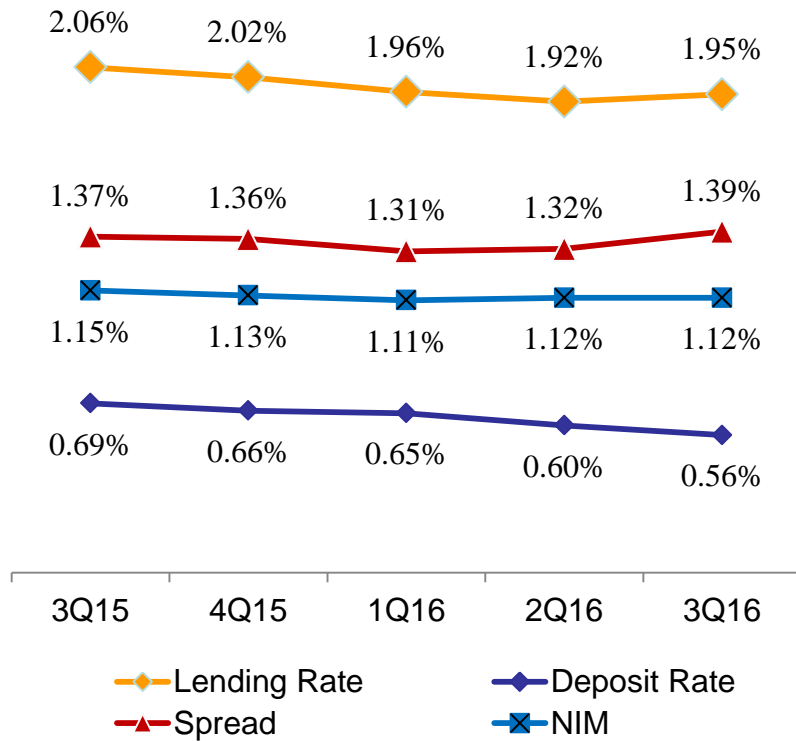 2.06% 2.02% 1.96% 1.92% 1.95%
1.37% 1.36% 1.31% 1.32% 1.39%
1.15% 1.13% 1.11% 1.12% 1.12%
0.69% 0.66% 0.65% 0.60% 0.56%
3Q15 4Q15 1Q16 2Q16 3Q16
Lending Rate Deposit Rate
Spread NIM